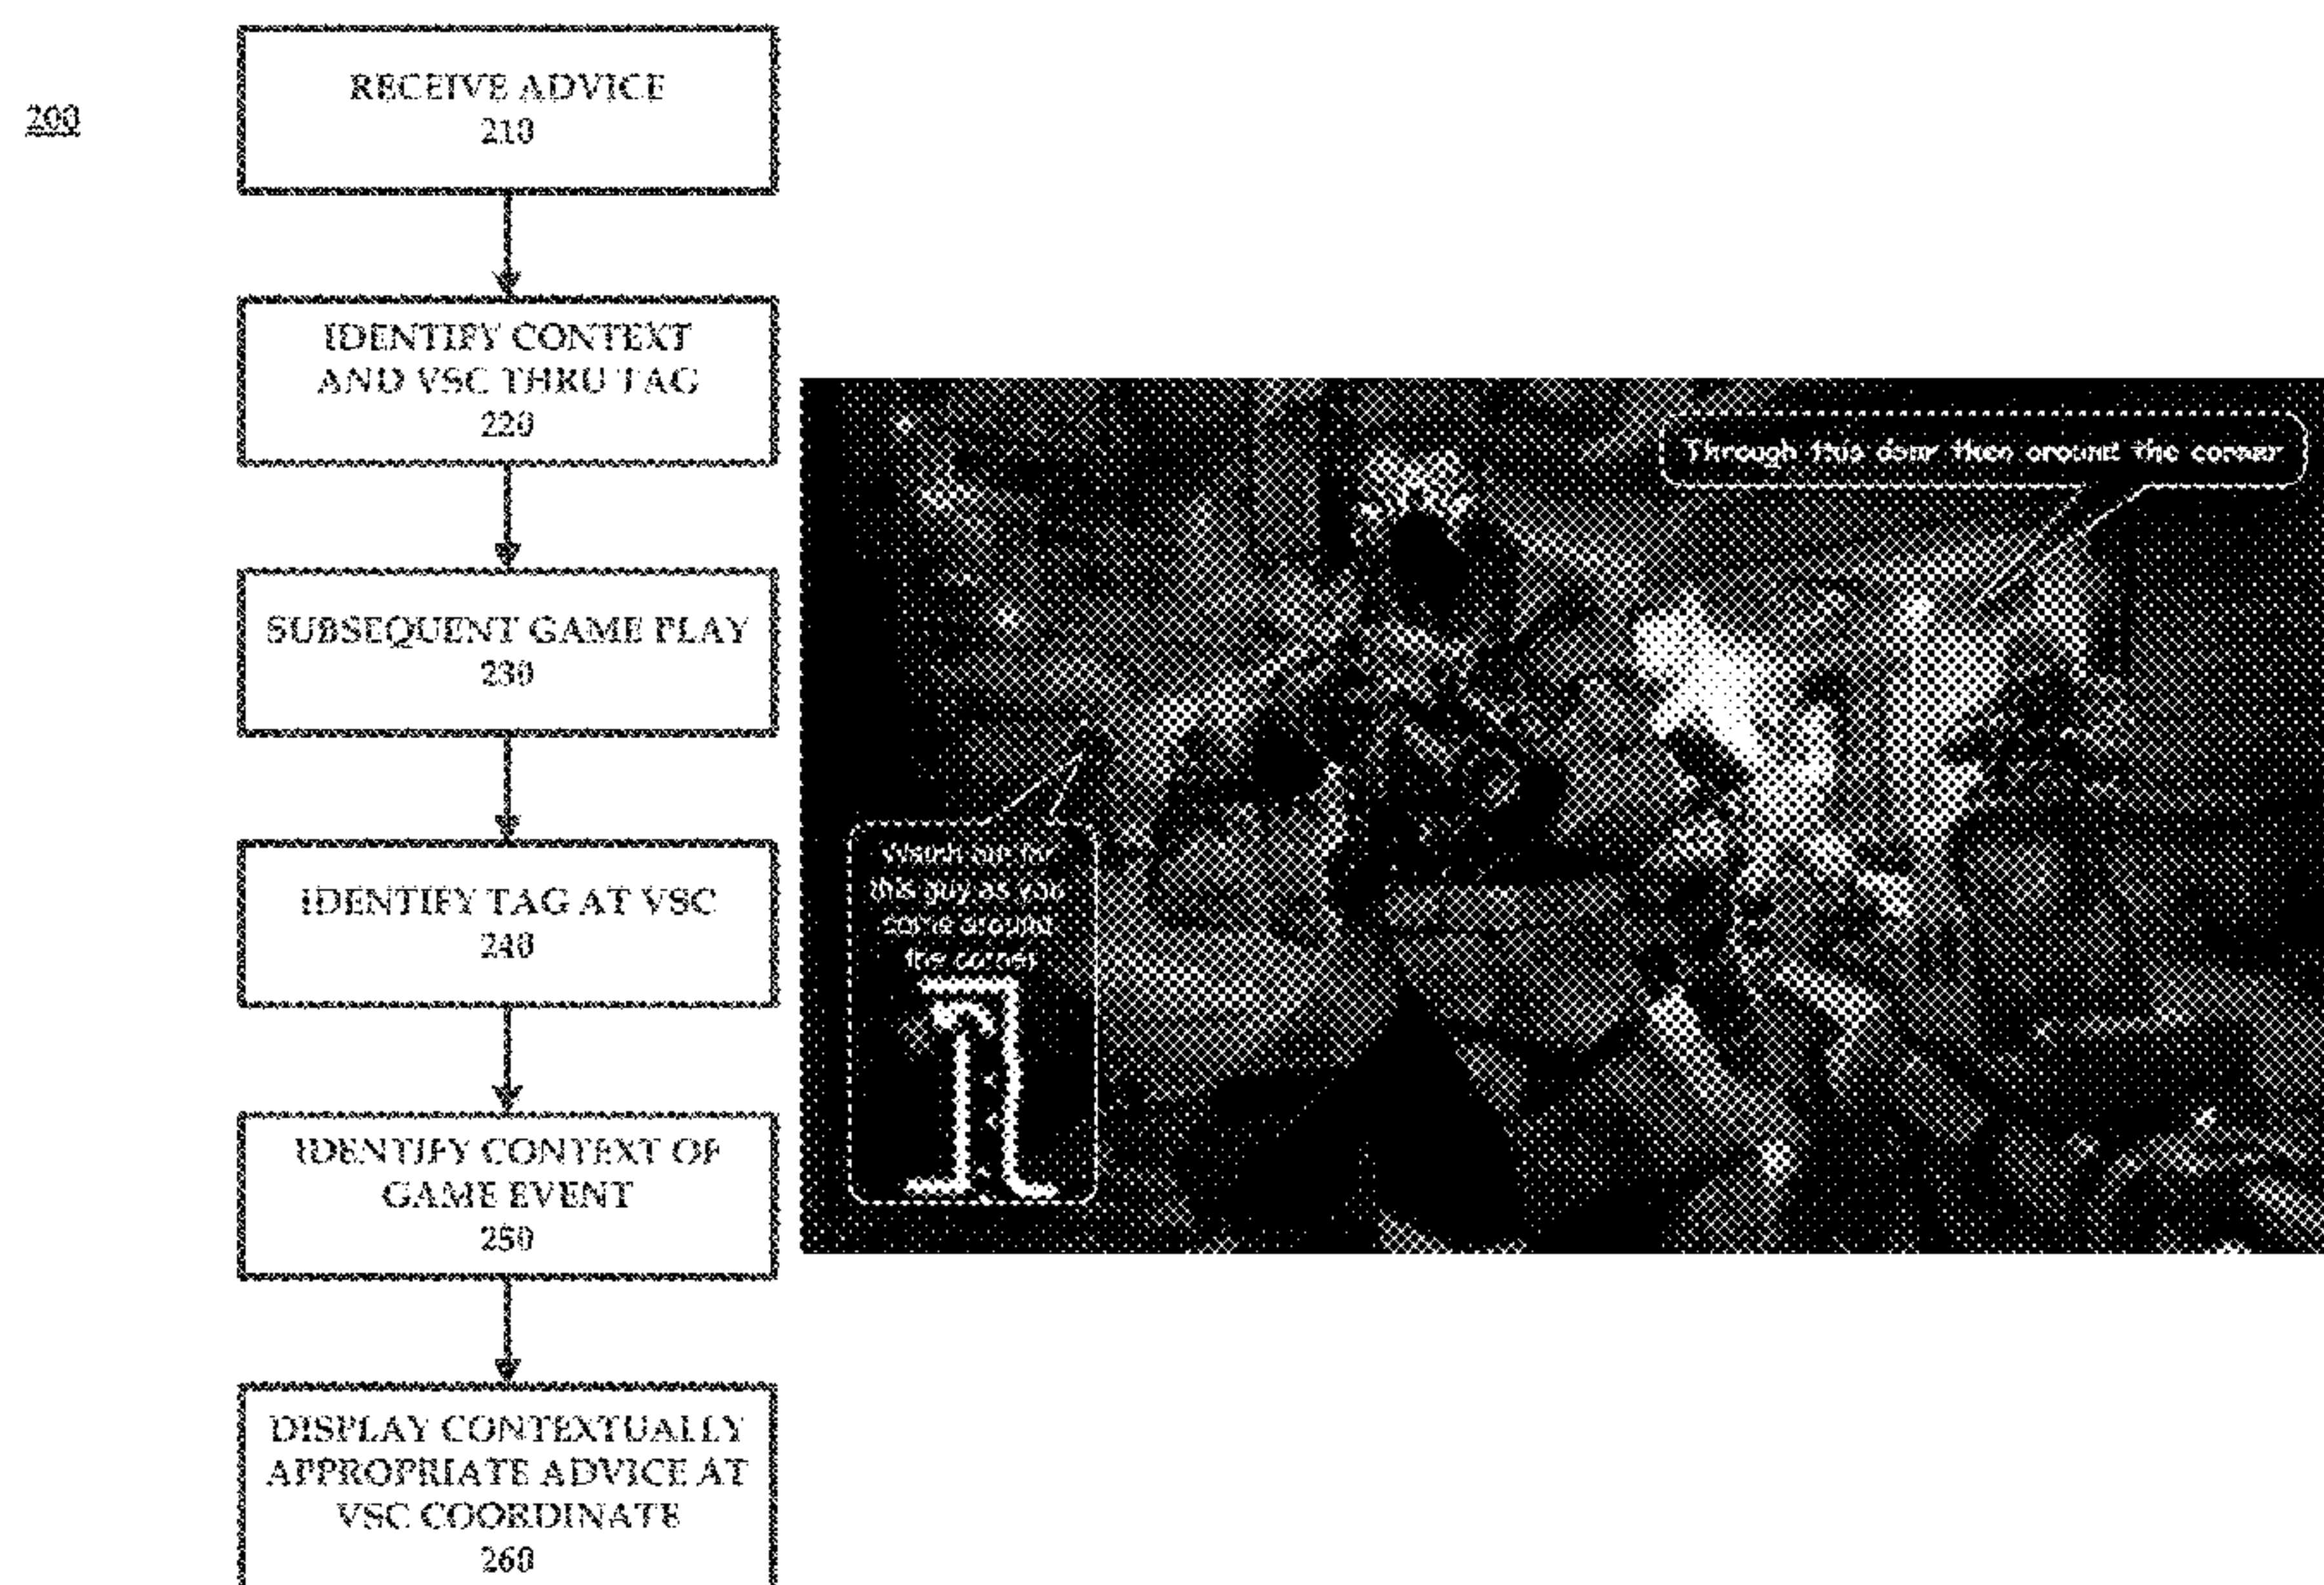 200
RECEIVE ADVICE
210
IDENTIFY CONTEXT
AND VSC THRU TAG
220
SUBSEQUENT GAME PLAY
230
IDENTIFY TAG AT VSC
240
IDENTIFY CONTEXT OF
GAME EVENT
250
DISPLAY CONTEXTUALLY
APPROPRIATE ADVICE AT
VSC COORDINATE
260
Through this door then around the corner
Watch out for
this guy as you
come around
the corner